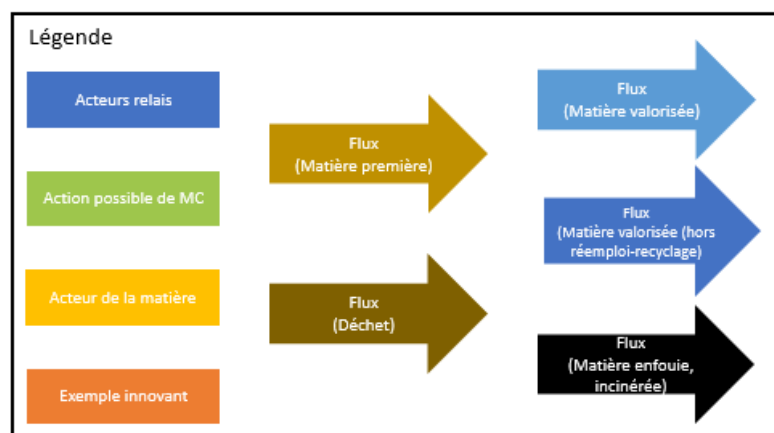 Légende
Acteurs relais
Action possible de MC
Acteur de la matière
Exemple innovant
Flux
(Matière première)
Flux
(Déchet)
Flux
(Matière valorisée)
Flux
(Matière valorisée (hors
réemploi-recyclage)
Flux
(Matière enfouie,
incinérée)